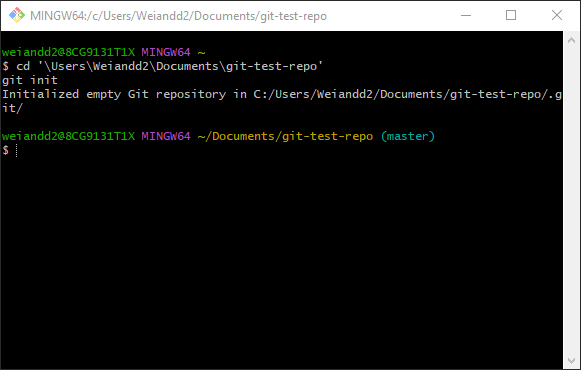 MINGW64:/c/Users/Weiandd2/Documents/git-test-repo
weiandd2@8CG9131T1X MINGW64 ~
$ cd '\Users\Weiandd2\Documents\git-test-repo'
git init
Initialized empty Git repository in C:/Users/Weiandd2/Documents/git-test-repo/.g
it/
weiandd2@8CG9131T1X MINGW64 ~/Documents/git-test-repo (master)
$